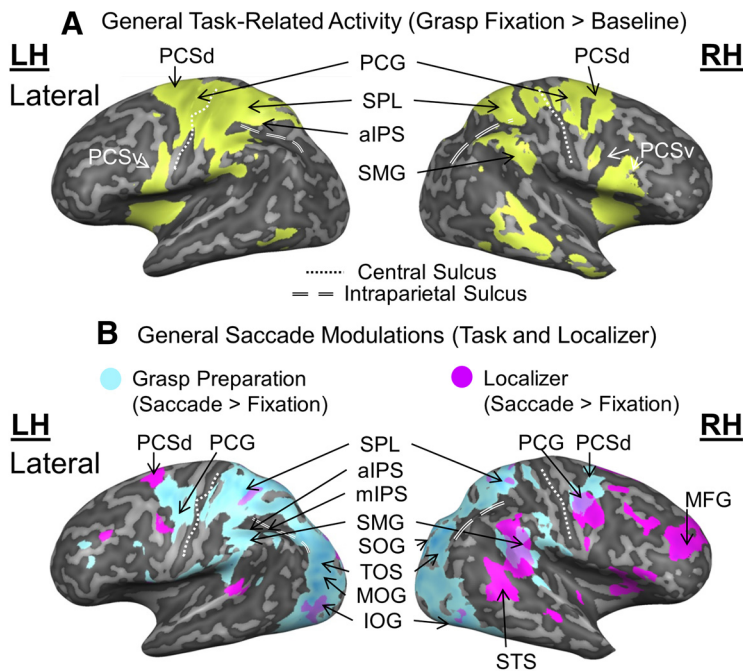 A General Task-Related Activity (Grasp Fixation > Baseline)
LH
RH
Lateral
PCSd
PCG
PCSd
SPL
aIPS
SMG
PCSv
PCSv
Central Sulcus
Intraparietal Sulcus
B General Saccade Modulations (Task and Localizer)
Grasp Preparation
(Saccade > Fixation)
Localizer
(Saccade > Fixation)
LH
RH
Lateral
PCSd
PCG
SPL
PCG
PCSd
aIPS
mIPS
SMG
MFG
SOG
TOS
MOG
IOG
STS